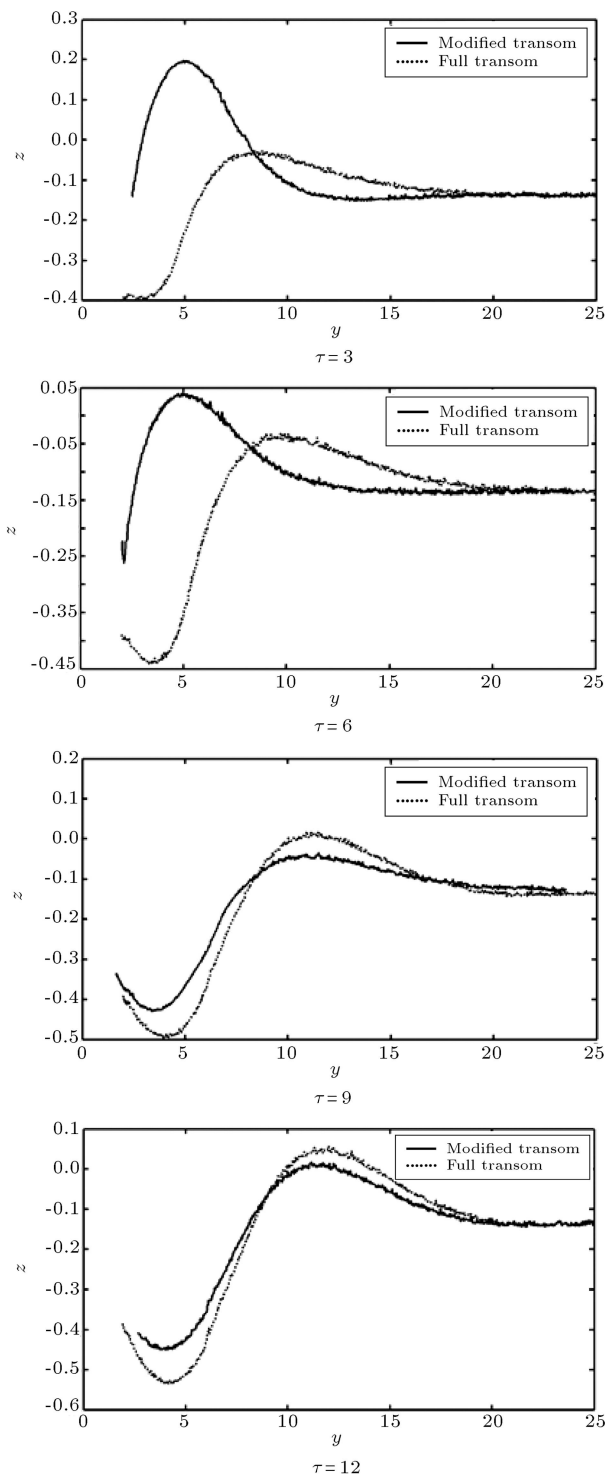 0.3
0.2
0.1
0.0
-0.1
-0.2
-0.3
-0.4
z
Modified transom
Full transom
0 5 10 15 20 25
y
τ = 3
0.05
-0.05
-0.15
-0.25
-0.35
-0.45
z
Modified transom
Full transom
0 5 10 15 20 25
y
τ = 6
0.2
0.1
0.0
-0.1
-0.2
-0.3
-0.4
-0.5
z
Modified transom
Full transom
0 5 10 15 20 25
y
τ = 9
0.1
0.0
-0.1
-0.2
-0.3
-0.4
-0.5
-0.6
z
Modified transom
Full transom
0 5 10 15 20 25
y
τ = 12